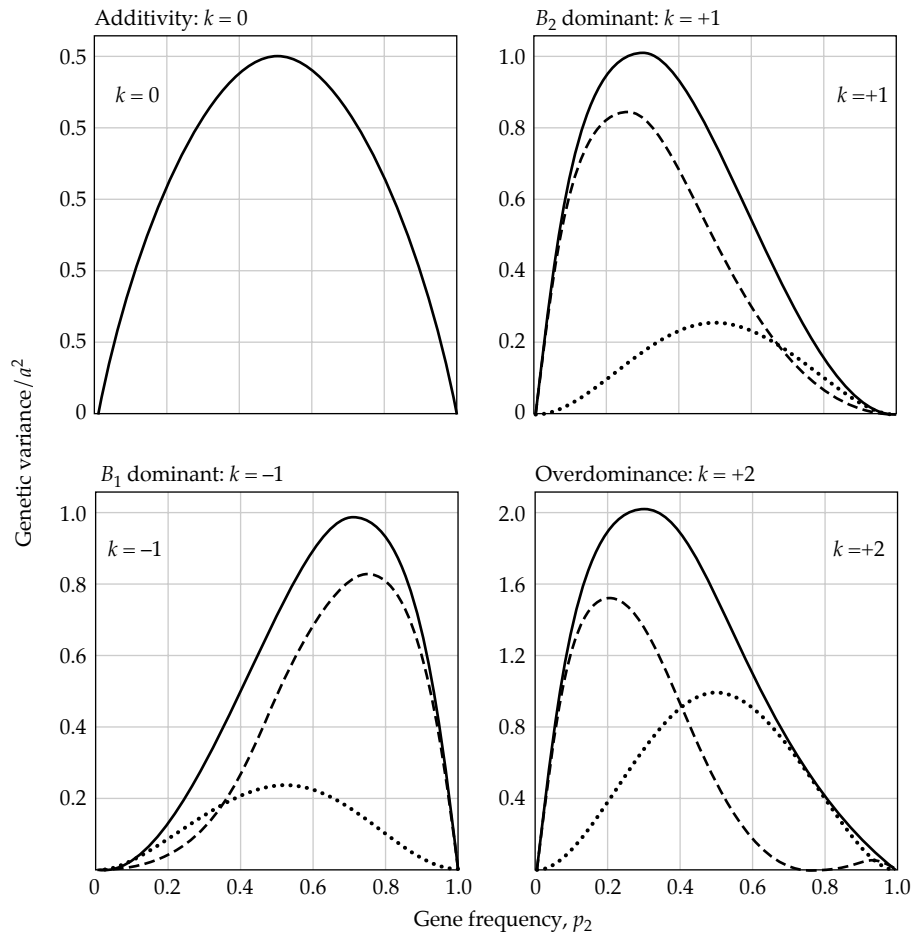 Additivity: k = 0
0.5
0.5
0.5
0.5
0.5
0
k = 0
B₂ dominant: k = +1
1.0
0.8
0.6
0.4
0.2
0
k =+1
Genetic variance/a²
B₁ dominant: k = –1
1.0
0.8
0.6
0.4
0.2
k = –1
0 0.2 0.4 0.6 0.8 1.0
Overdominance: k = +2
2.0
1.6
1.2
0.8
0.4
k =+2
0 0.2 0.4 0.6 0.8 1.0
Gene frequency, p₂